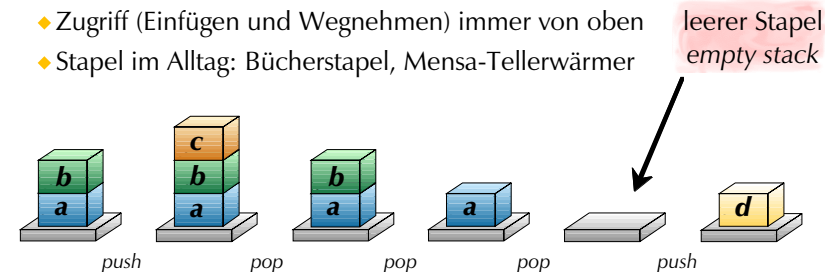 ◆ Zugriff (Einfügen und Wegnehmen) immer von oben
◆ Stapel im Alltag: Bücherstapel, Mensa-Tellerwärmer
leerer Stapel
empty stack
c
b b b
a a a a d
push pop pop pop push